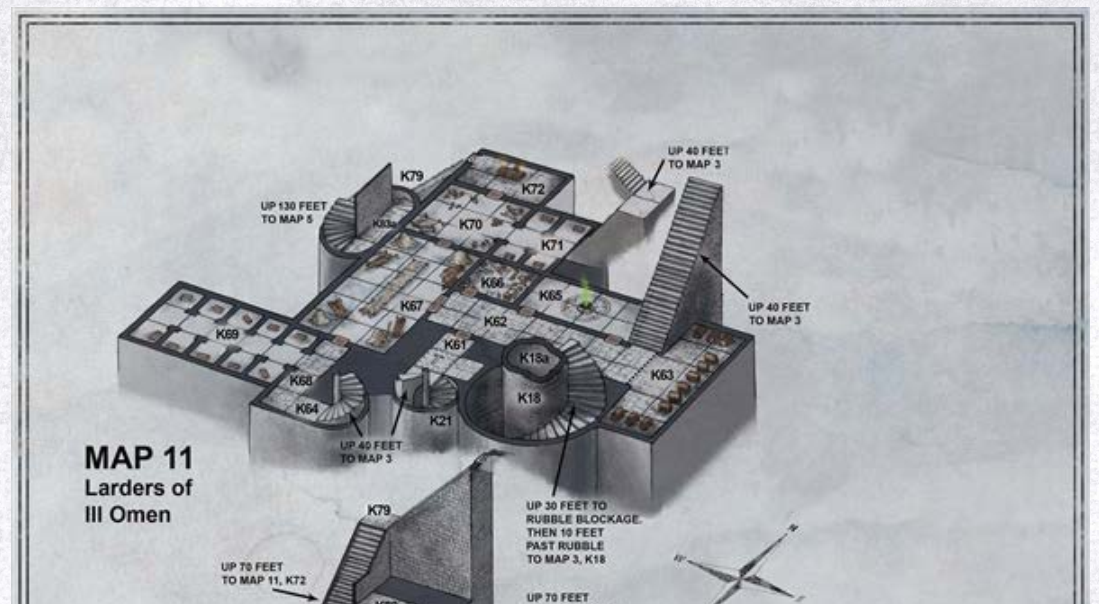 UP 40 FEET
TO MAP 3
K79
K72
UP 130 FEET
TO MAP 5
K83a
K70
K71
K66
K65
K67
K62
UP 40 FEET
TO MAP 3
K69
K61
K18a
K63
K68
K18
K64
K21
UP 40 FEET
TO MAP 3
MAP 11
Larders of
Ill Omen
K79
UP 30 FEET TO
RUBBLE BLOCKAGE.
THEN 10 FEET
PAST RUBBLE
TO MAP 3, K18
N
W
UP 70 FEET
TO MAP 11, K72
UP 70 FEET